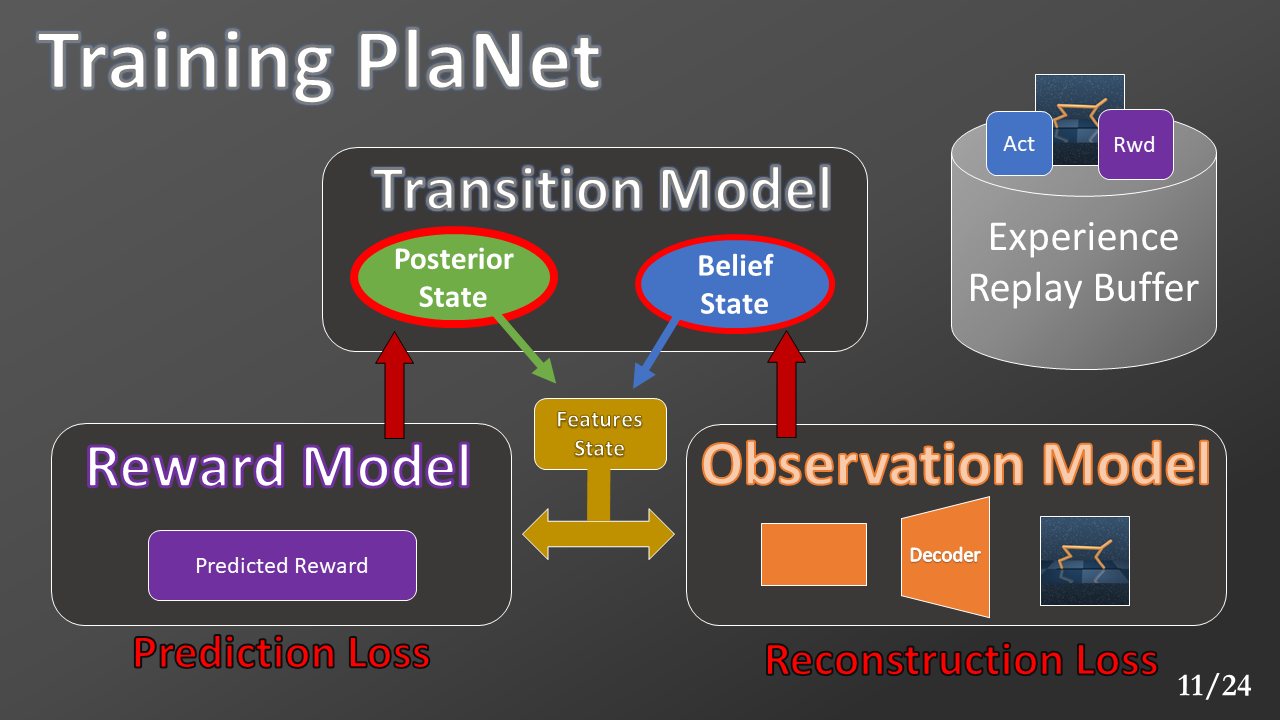 Training PlaNet
Act
Rwd
Experience
Replay Buffer
Transition Model
Posterior
State
Belief
State
Features
State
Reward Model
Predicted Reward
Prediction Loss
Observation Model
Decoder
Reconstruction Loss
11/24